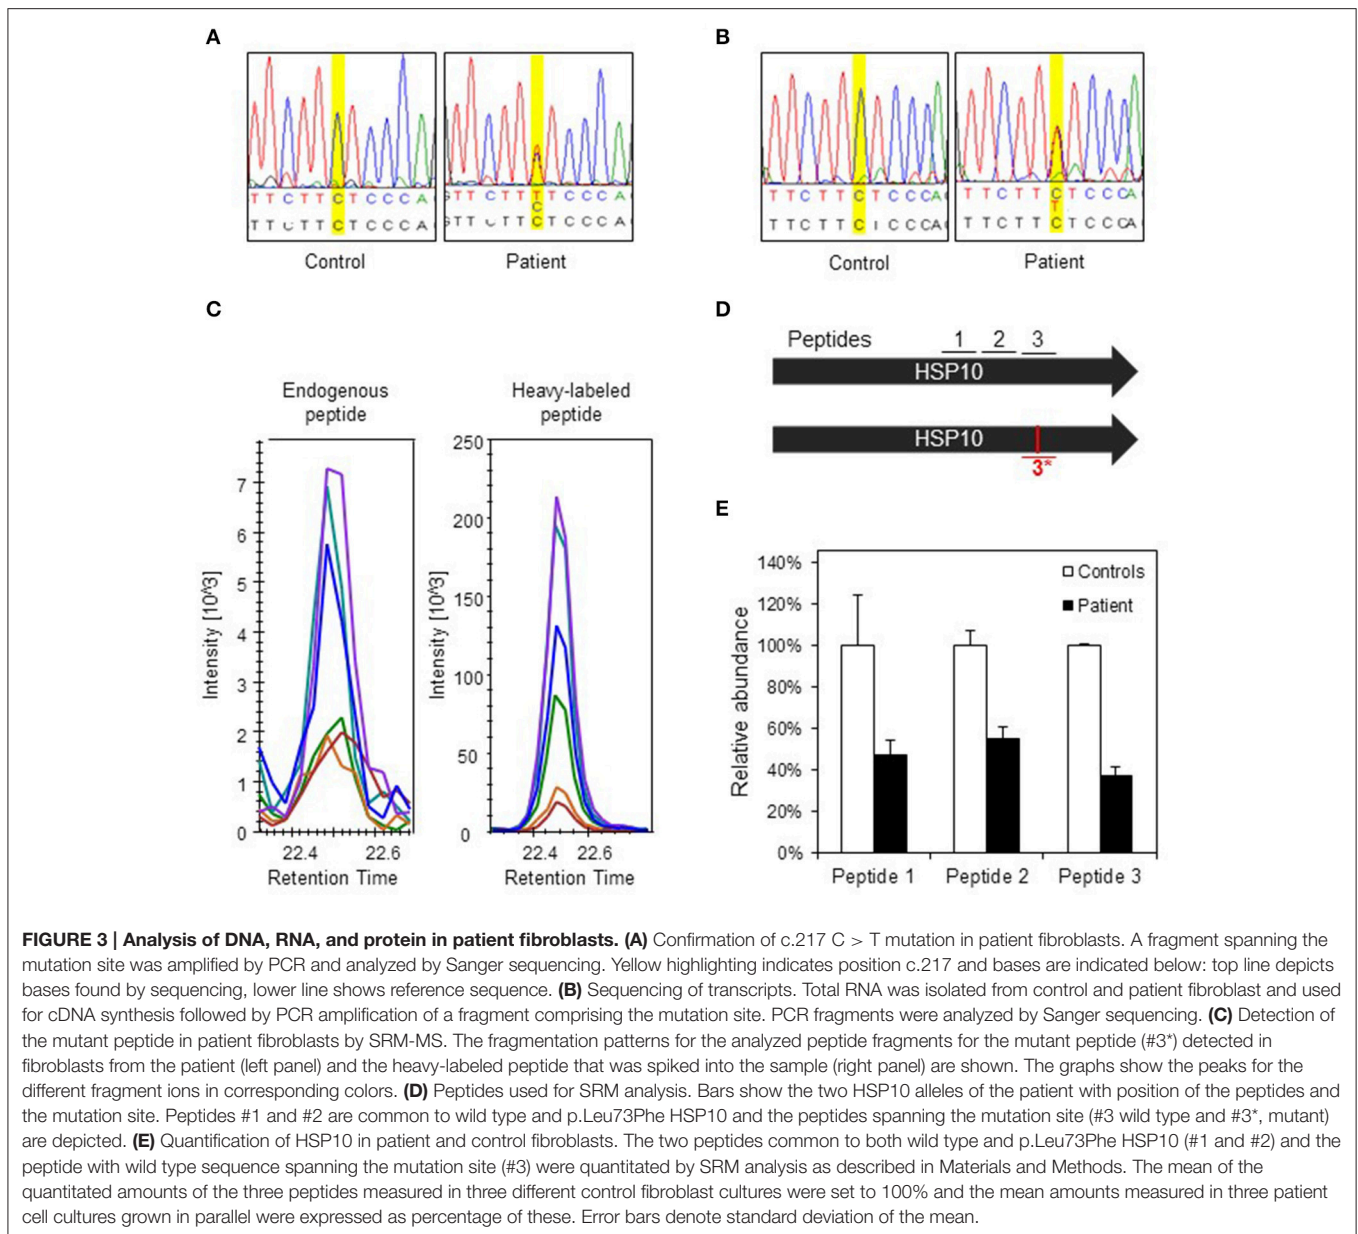 A
B
TTCTTCTCCCA
TTCTTCTCCCA
Control
GTTCTTTTCCCA
C
GTTCTTCTCCCA
Patient
TTCTTCTCCCA
TTCTTCTCCCA
Control
TTCTTCTCCCA
T
TTCTTCTCCCA
Patient
C
Endogenous
peptide
Intensity [10^3]
7
6
5
4
3
2
1
0
22.4 22.6
Retention Time
Heavy-labeled
peptide
Intensity [10^3]
250
200
150
100
50
0
22.4 22.6
Retention Time
D
Peptides 1 2 3
HSP10
HSP10
3*
E
Relative abundance
140%
120%
100%
80%
60%
40%
20%
0%
Controls
Patient
Peptide 1 Peptide 2 Peptide 3
FIGURE 3 | Analysis of DNA, RNA, and protein in patient fibroblasts. (A) Confirmation of c.217 C > T mutation in patient fibroblasts. A fragment spanning the
mutation site was amplified by PCR and analyzed by Sanger sequencing. Yellow highlighting indicates position c.217 and bases are indicated below: top line depicts
bases found by sequencing, lower line shows reference sequence. (B) Sequencing of transcripts. Total RNA was isolated from control and patient fibroblast and used
for cDNA synthesis followed by PCR amplification of a fragment comprising the mutation site. PCR fragments were analyzed by Sanger sequencing. (C) Detection of
the mutant peptide in patient fibroblasts by SRM-MS. The fragmentation patterns for the analyzed peptide fragments for the mutant peptide (#3*) detected in
fibroblasts from the patient (left panel) and the heavy-labeled peptide that was spiked into the sample (right panel) are shown. The graphs show the peaks for the
different fragment ions in corresponding colors. (D) Peptides used for SRM analysis. Bars show the two HSP10 alleles of the patient with position of the peptides and
the mutation site. Peptides #1 and #2 are common to wild type and p.Leu73Phe HSP10 and the peptides spanning the mutation site (#3 wild type and #3*, mutant)
are depicted. (E) Quantification of HSP10 in patient and control fibroblasts. The two peptides common to both wild type and p.Leu73Phe HSP10 (#1 and #2) and the
peptide with wild type sequence spanning the mutation site (#3) were quantitated by SRM analysis as described in Materials and Methods. The mean of the
quantitated amounts of the three peptides measured in three different control fibroblast cultures were set to 100% and the mean amounts measured in three patient
cell cultures grown in parallel were expressed as percentage of these. Error bars denote standard deviation of the mean.